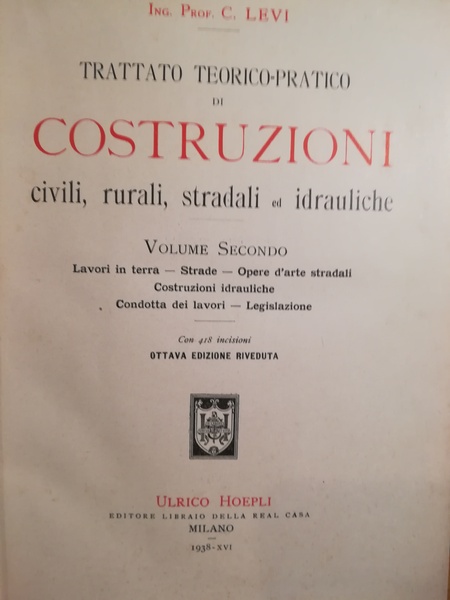 Ing. Prof. C. LEVI
TRATTATO TEORICO-PRATICO
DI
COSTRUZIONI
civili, rurali, stradali ed idrauliche
Volume Secondo
Lavori in terra — Strade — Opere d'arte stradali
Costruzioni idrauliche
Condotta dei lavori — Legislazione
Con 418 incisioni
OTTAVA EDIZIONE RIVEDUTA
Ulrico Hoepli
EDITORE LIBRAIO DELLA REAL CASA
MILANO
1938-XVI